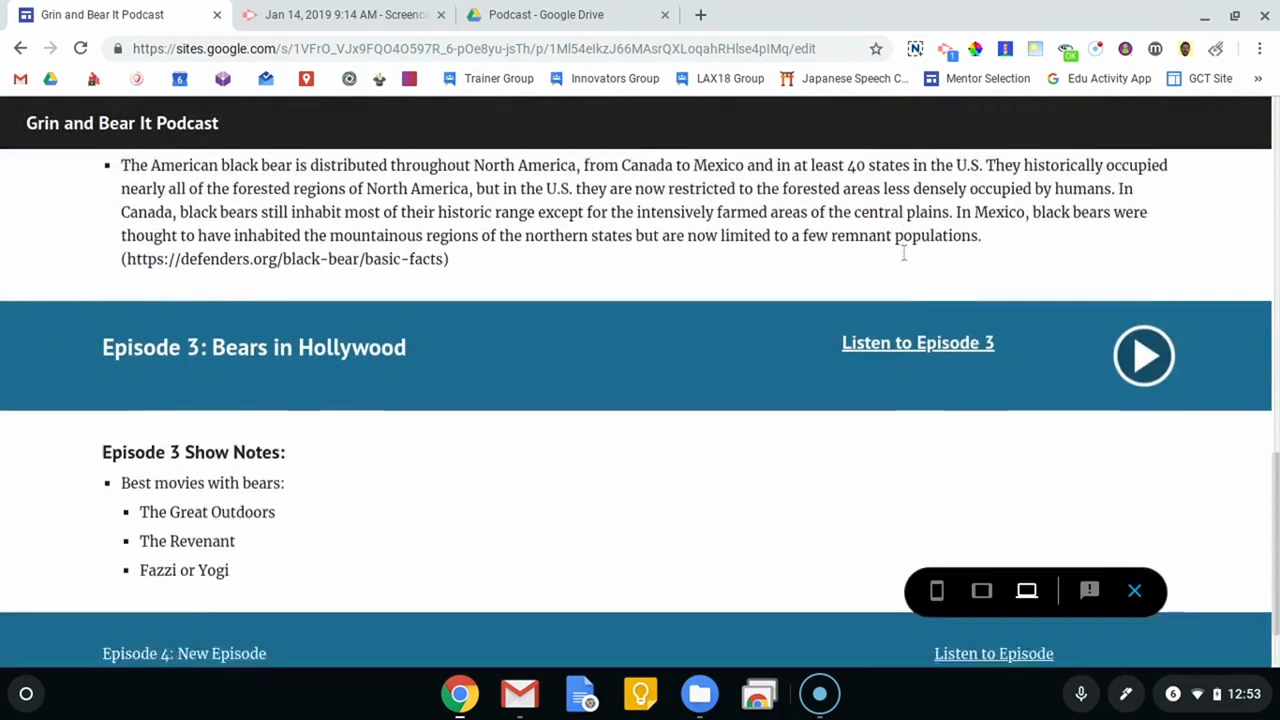 Grin and Bear It Podcast
Jan 14, 2019 9:14 AM - Screenca
Podcast - Google Drive
https://sites.google.com/s/1VFrO_VJx9FQO4O597R_6-pOe8yu-jsTh/p/1Ml54elkzJ66MAsrQXLoqahRHlse4pIMq/edit
1
OK
6
Trainer Group
Innovators Group
LAX18 Group
Japanese Speech C...
Mentor Selection
Edu Activity App
GCT Site
Grin and Bear It Podcast
The American black bear is distributed throughout North America, from Canada to Mexico and in at least 40 states in the U.S. They historically occupied
nearly all of the forested regions of North America, but in the U.S. they are now restricted to the forested areas less densely occupied by humans. In
Canada, black bears still inhabit most of their historic range except for the intensively farmed areas of the central plains. In Mexico, black bears were
thought to have inhabited the mountainous regions of the northern states but are now limited to a few remnant populations.
(https://defenders.org/black-bear/basic-facts)
Episode 3: Bears in Hollywood
Listen to Episode 3
Episode 3 Show Notes:
Best movies with bears:
The Great Outdoors
The Revenant
Fazzi or Yogi
Episode 4: New Episode
Listen to Episode
6
12:53